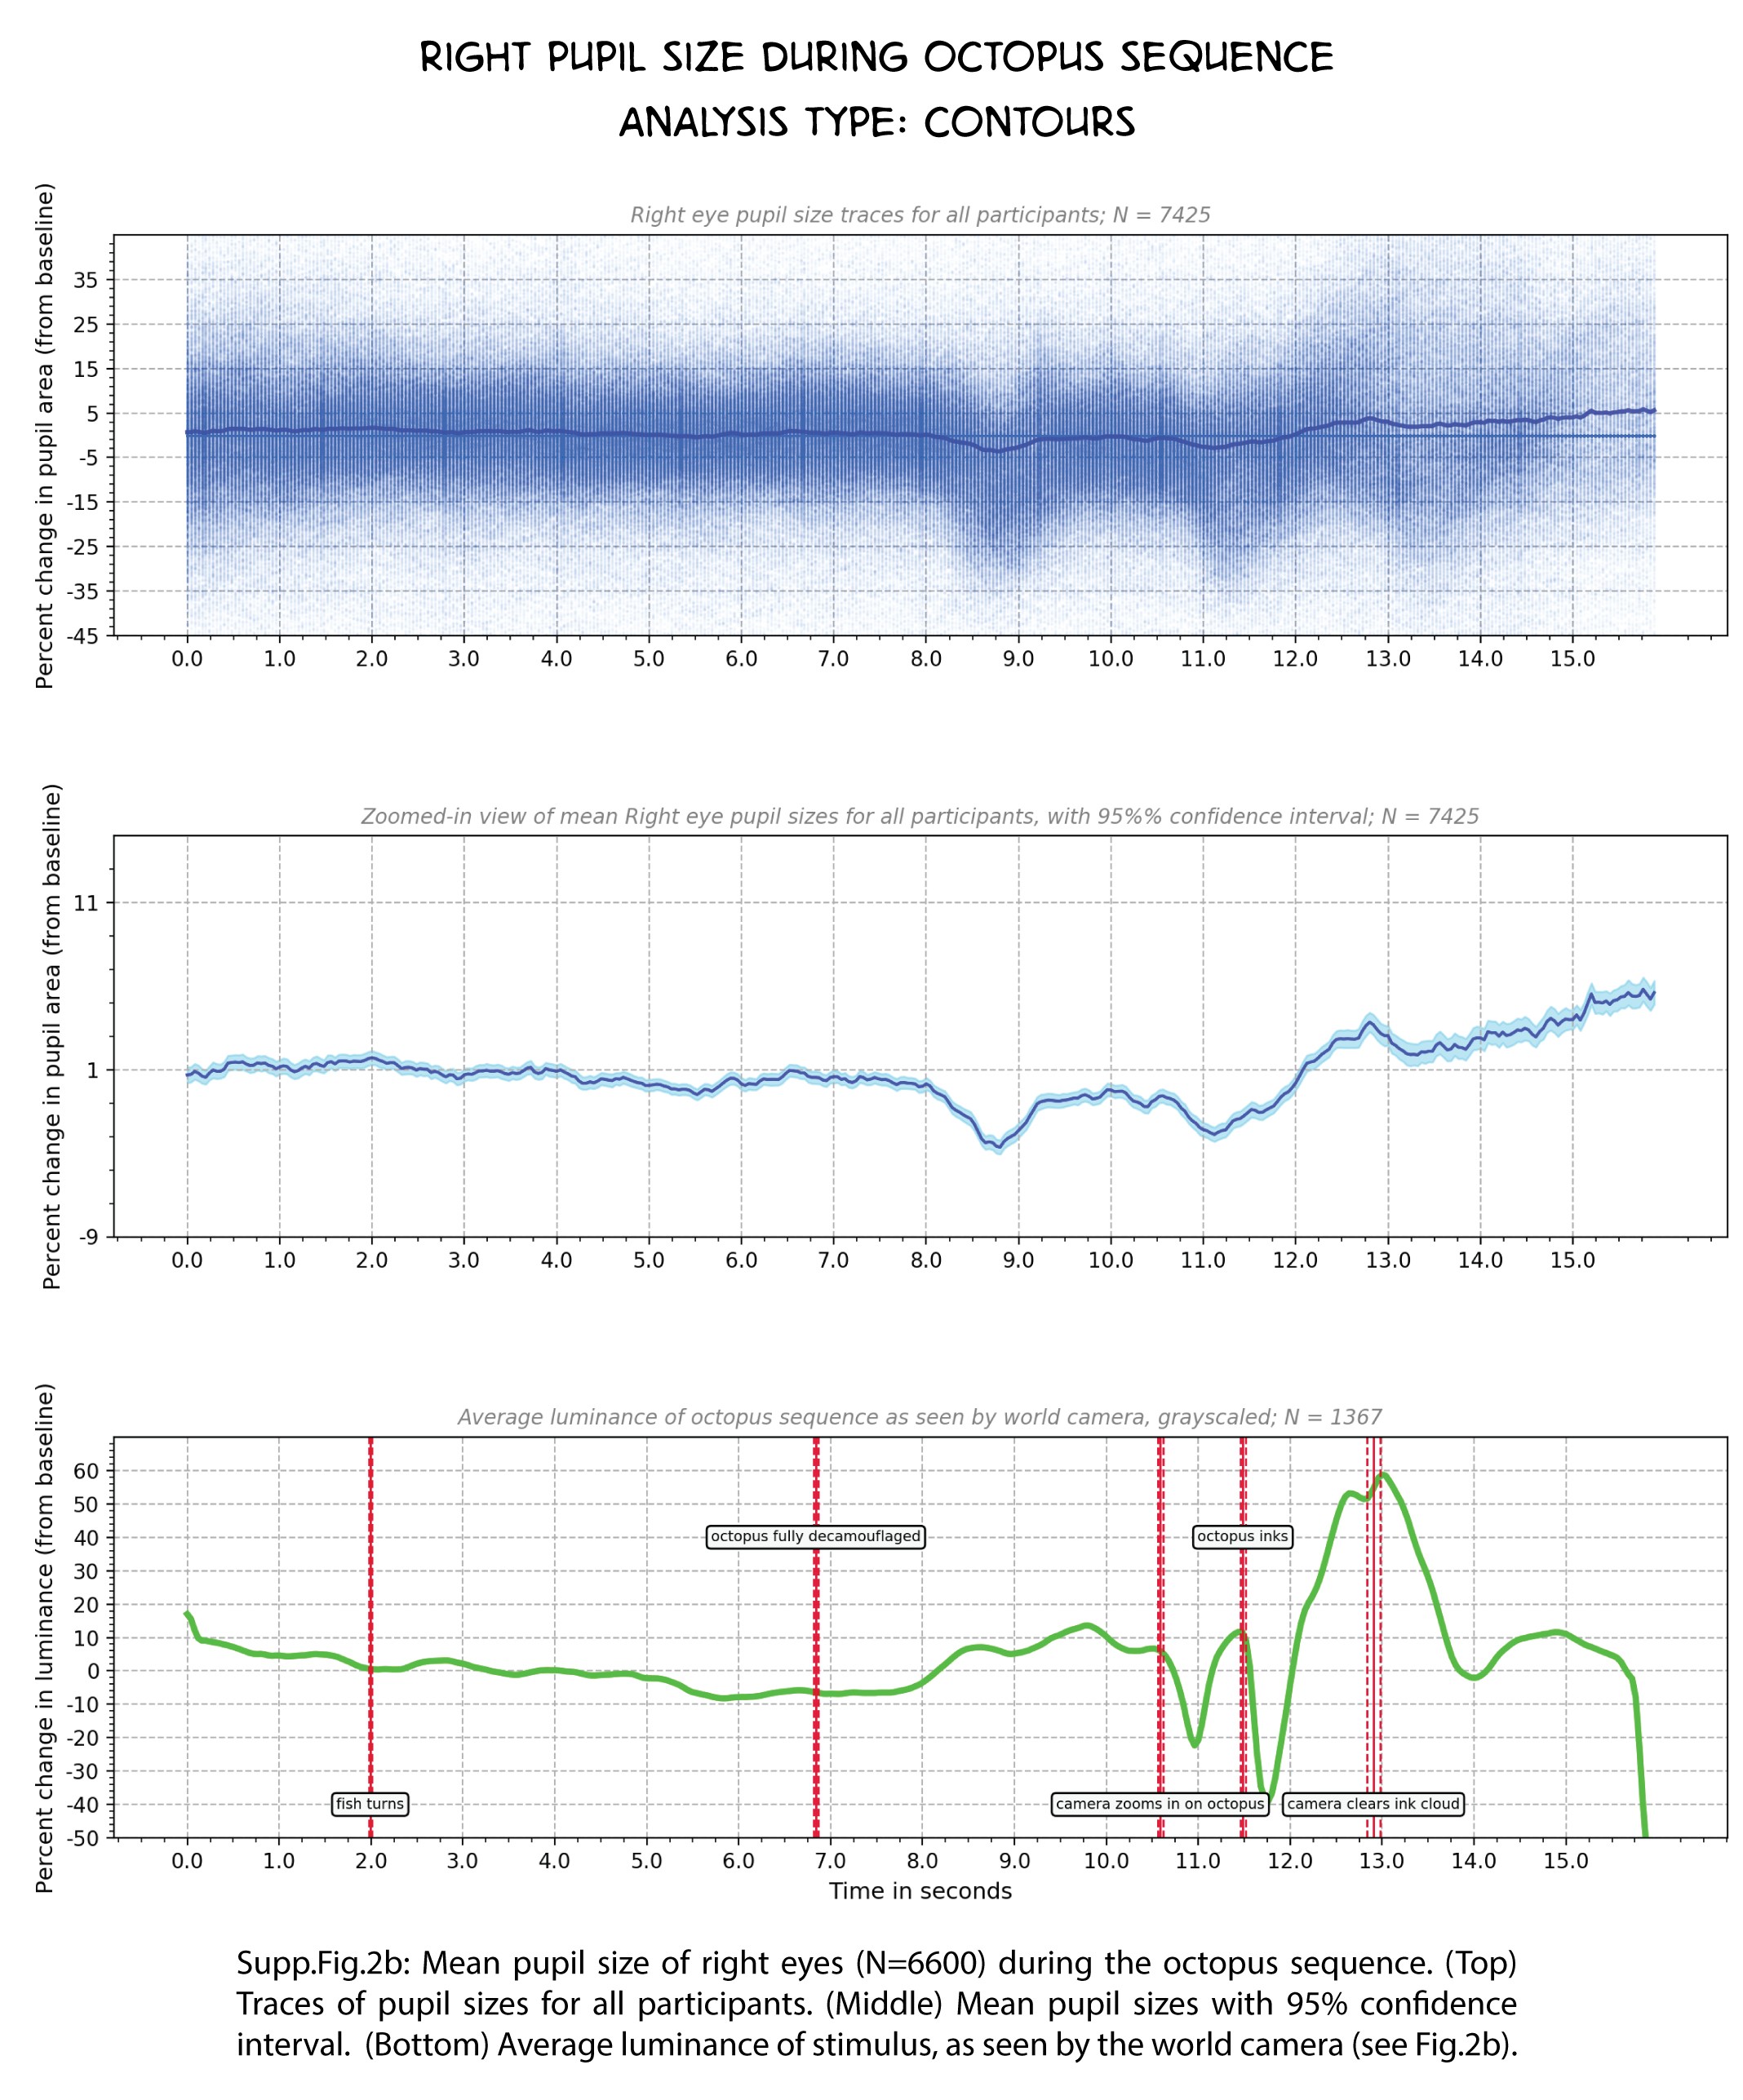 RIGHT PUPIL SIZE DURING OCTOPUS SEQUENCE
ANALYSIS TYPE: CONTOURS
Right eye pupil size traces for all participants; N = 7425
Percent change in pupil area (from baseline)
35
25
15
5
-5
-15
-25
-35
-45
0.0 1.0 2.0 3.0 4.0 5.0 6.0 7.0 8.0 9.0 10.0 11.0 12.0 13.0 14.0 15.0
Zoomed-in view of mean Right eye pupil sizes for all participants, with 95%% confidence interval; N = 7425
Percent change in pupil area (from baseline)
11
1
-9
0.0 1.0 2.0 3.0 4.0 5.0 6.0 7.0 8.0 9.0 10.0 11.0 12.0 13.0 14.0 15.0
Average luminance of octopus sequence as seen by world camera, grayscaled; N = 1367
Percent change in luminance (from baseline)
60
50
40
30
20
10
0
-10
-20
-30
-40
-50
octopus fully decamouflaged
octopus inks
fish turns
camera zooms in on octopus
camera clears ink cloud
0.0 1.0 2.0 3.0 4.0 5.0 6.0 7.0 8.0 9.0 10.0 11.0 12.0 13.0 14.0 15.0
Time in seconds
Supp.Fig.2b: Mean pupil size of right eyes (N=6600) during the octopus sequence. (Top)
Traces of pupil sizes for all participants. (Middle) Mean pupil sizes with 95% confidence
interval. (Bottom) Average luminance of stimulus, as seen by the world camera (see Fig.2b).